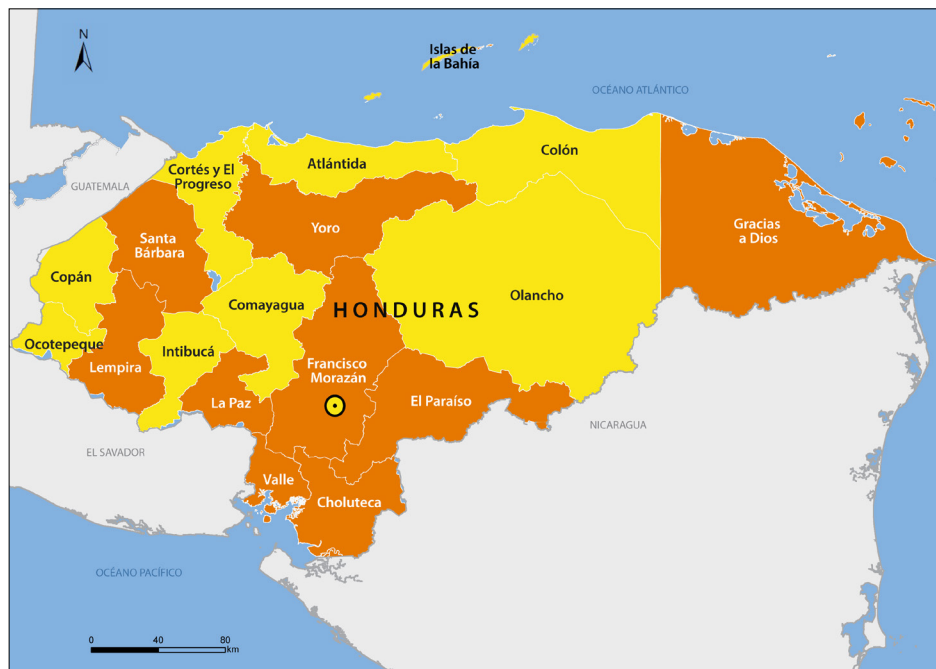 N
Islas de
la Bahía
OCÉANO ATLÁNTICO
Atlántida
Colón
Cortés y El
Progreso
GUATEMALA
Yoro
Gracias
a Dios
Santa
Bárbara
Copán
Comayagua
HONDURAS
Olancho
Ocotepeque
Intibucá
Lempira
Francisco
Morazán
La Paz
El Paraíso
NICARAGUA
EL SAVADOR
Valle
Choluteca
OCÉANO PACÍFICO
0 40 80
km